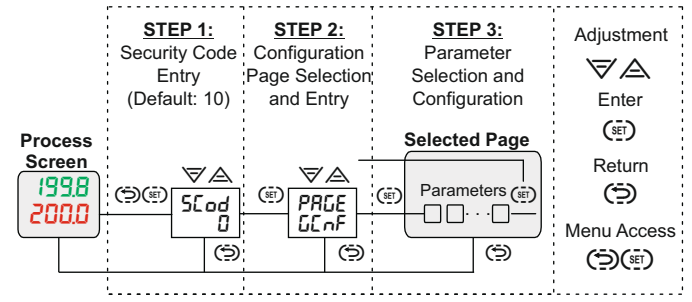 STEP 1:
Security Code
Entry
(Default: 10)
STEP 2:
Configuration
Page Selection
and Entry
STEP 3:
Parameter
Selection and
Configuration
Adjustment
Enter
SET
Return
Menu Access
SET
Process
Screen
199.8
200.0
SET
SCod
0
SET
PAGE
GCnF
SET
Selected Page
Parameters
SET